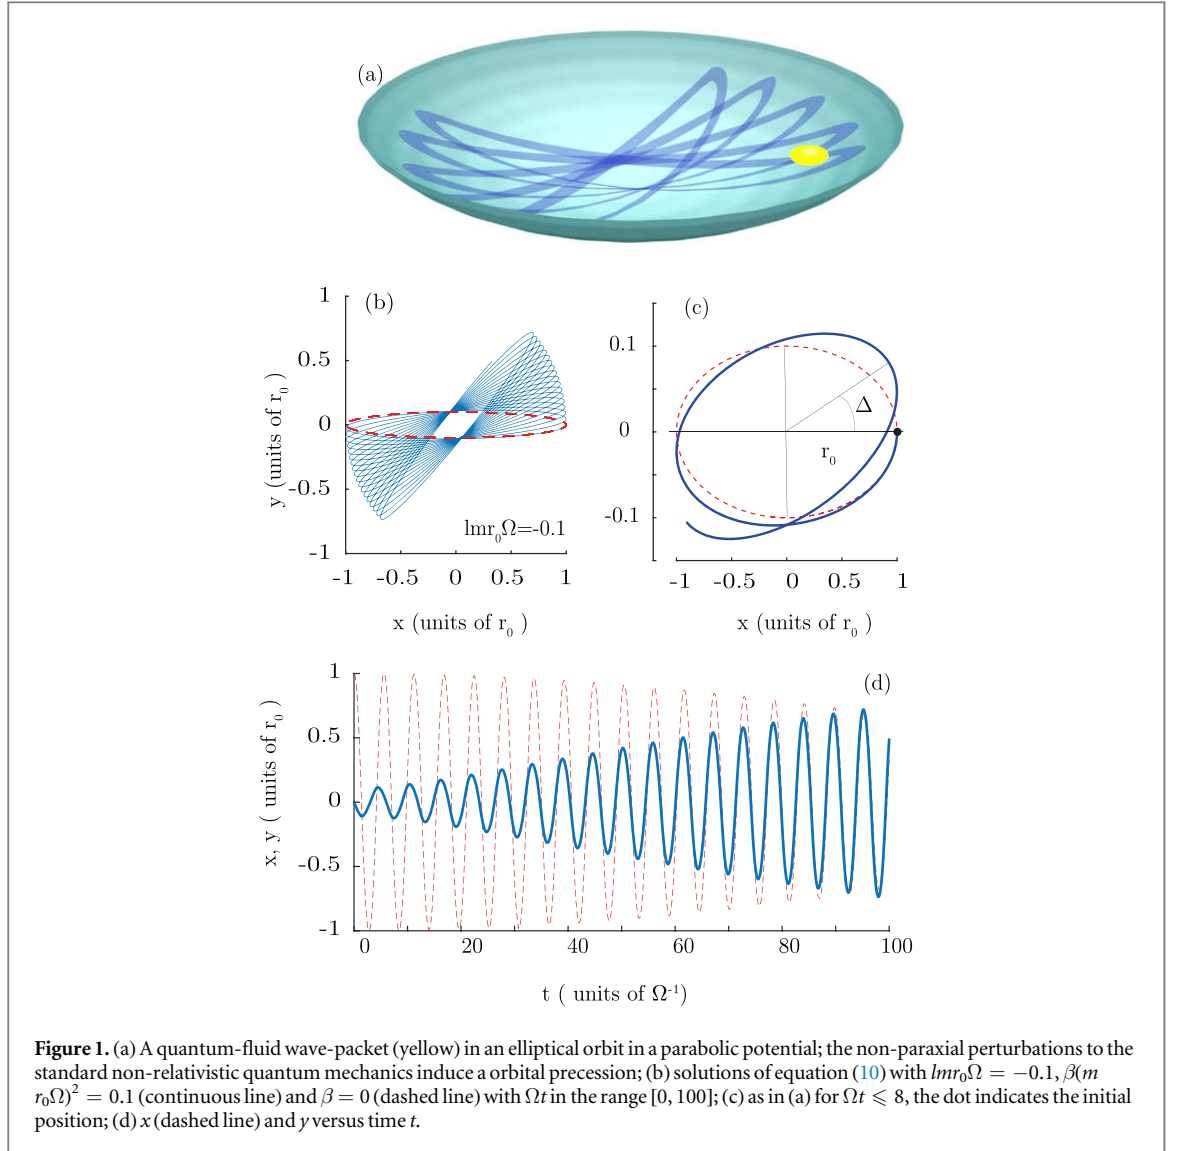 (a)
(b)
1
0.5
0
-0.5
-1
y (units of r₀ )
lmr₀Ω=-0.1
-1 -0.5 0 0.5 1
x (units of r₀ )
(c)
0.1
0
-0.1
Δ
r₀
-1 -0.5 0 0.5 1
x (units of r₀ )
(d)
1
0.5
0
-0.5
-1
x, y ( units of r₀ )
0 20 40 60 80 100
t ( units of Ω⁻¹)
Figure 1. (a) A quantum-fluid wave-packet (yellow) in an elliptical orbit in a parabolic potential; the non-paraxial perturbations to the
standard non-relativistic quantum mechanics induce a orbital precession; (b) solutions of equation (10) with lmr₀Ω = −0.1, β(m
r₀Ω)² = 0.1 (continuous line) and β = 0 (dashed line) with Ωt in the range [0, 100]; (c) as in (a) for Ωt ⩽ 8, the dot indicates the initial
position; (d) x (dashed line) and y versus time t.